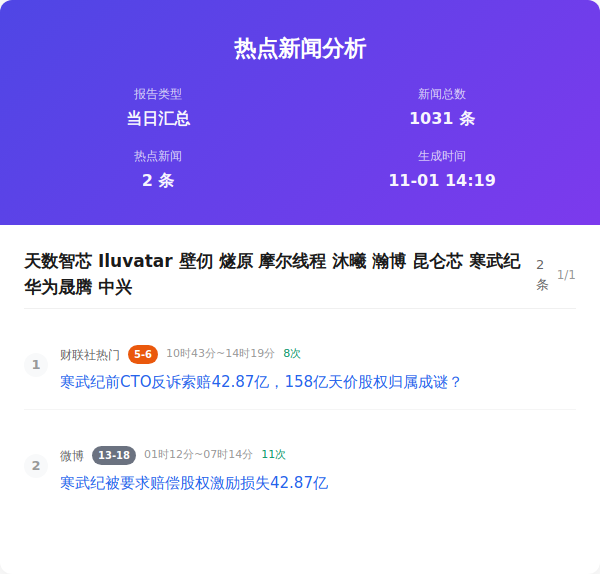 热点新闻分析
报告类型
新闻总数
当日汇总
1031 条
热点新闻
生成时间
2 条
11-01 14:19
天数智芯 Iluvatar 壁仞 燧原 摩尔线程 沐曦 瀚博 昆仑芯 寒武纪
华为晟腾 中兴
2
条
1/1
1
财联社热门 5-6 10时43分~14时19分 8次
寒武纪前CTO反诉索赔42.87亿，158亿天价股权归属成谜？
2
微博 13-18 01时12分~07时14分 11次
寒武纪被要求赔偿股权激励损失42.87亿